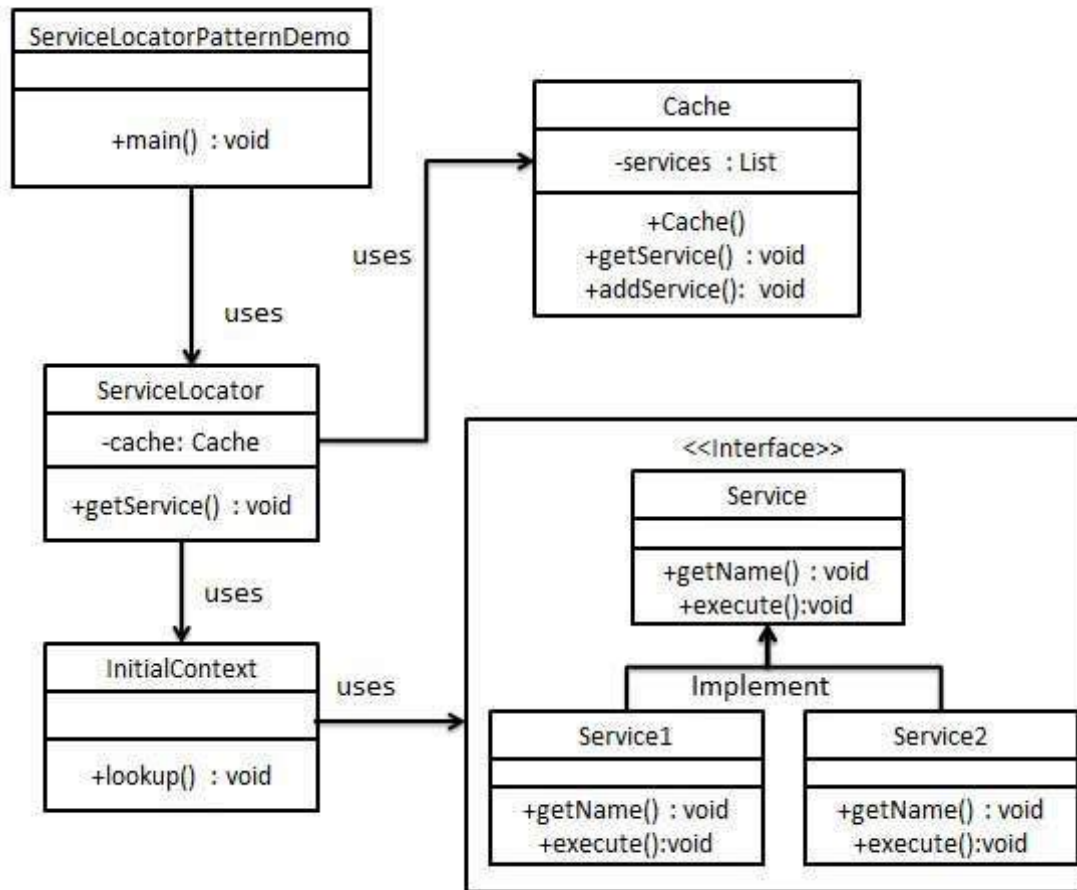 ServiceLocatorPatternDemo
+main() : void
uses
Cache
-services : List
+Cache()
+getService() : void
+addService(): void
uses
ServiceLocator
-cache: Cache
+getService() : void
uses
InitialContext
+lookup() : void
uses
<<Interface>>
Service
+getName() : void
+execute():void
Implement
Service1
+getName() : void
+execute():void
Service2
+getName() : void
+execute():void